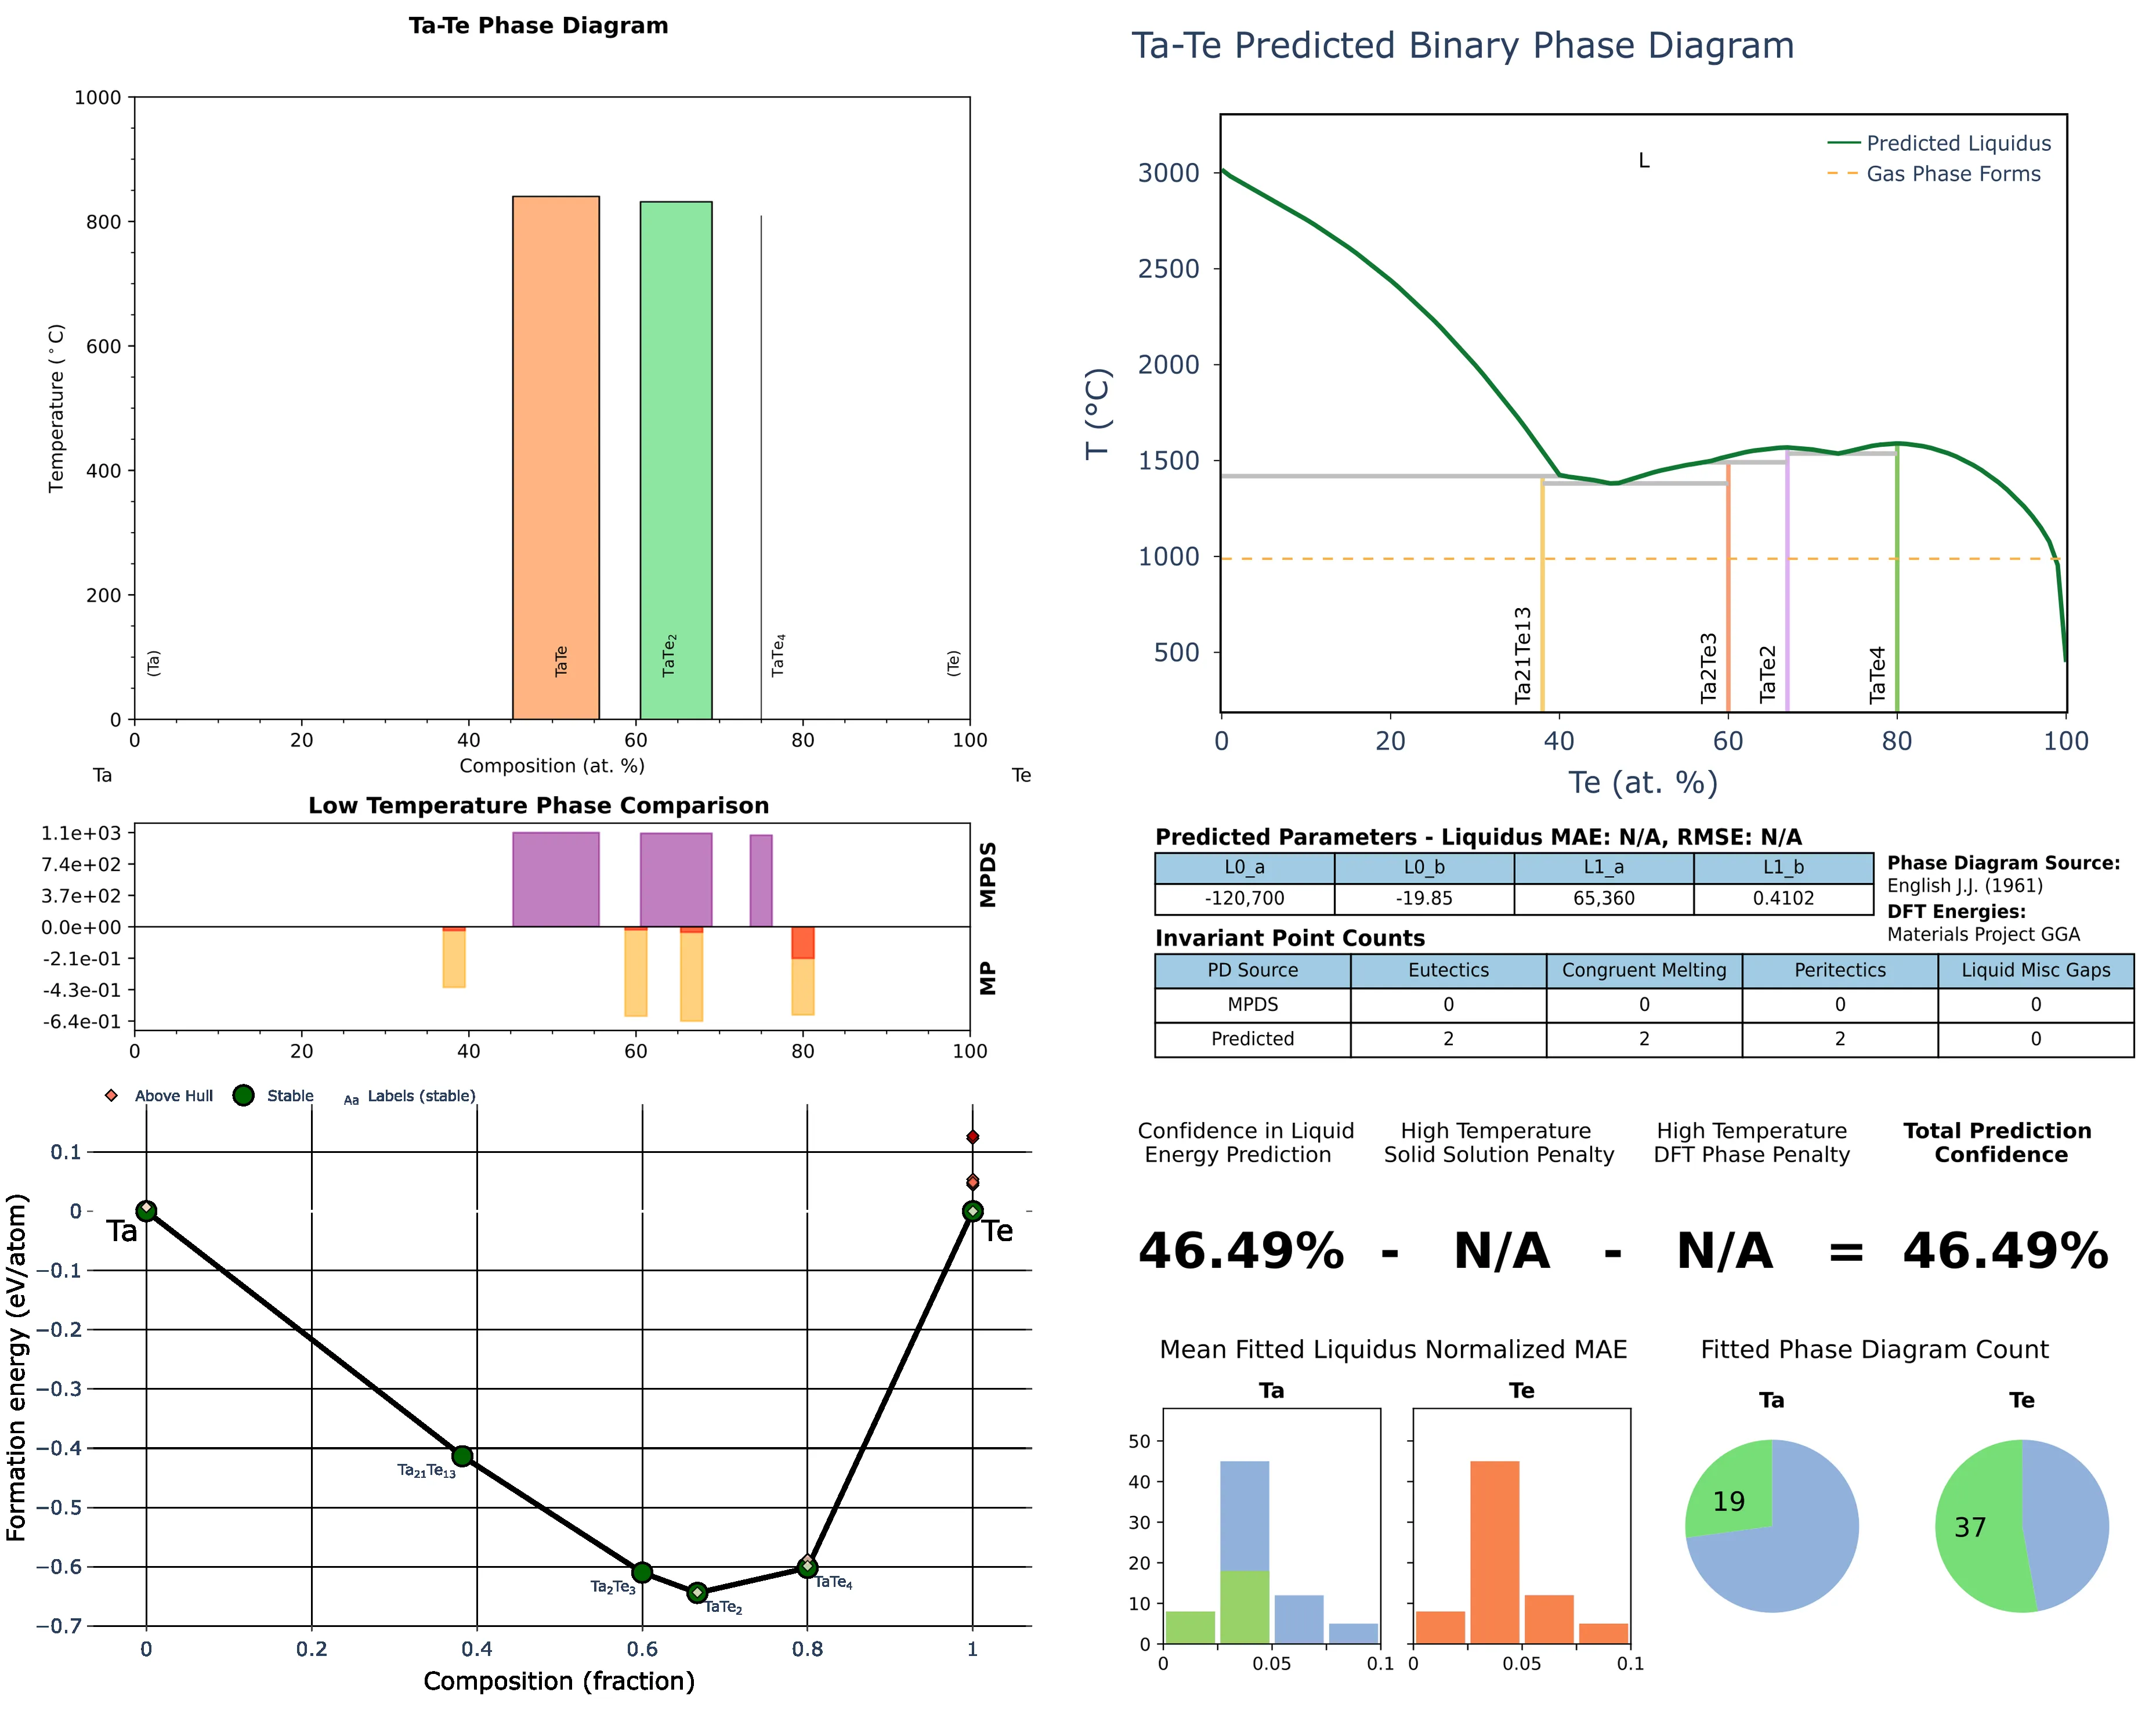 Ta-Te Phase Diagram
1000
800
600
400
200
0
Temperature (°C)
(Ta)
TaTe
TaTe2
TaTe4
(Te)
0 20 40 60 80 100
Composition (at. %)
Ta Te
Low Temperature Phase Comparison
1.1e+03
7.4e+02
3.7e+02
0.0e+00
-2.1e-01
-4.3e-01
-6.4e-01
MPDS
MP
0 20 40 60 80 100
Above Hull Stable Aa Labels (stable)
0.1
0
−0.1
−0.2
−0.3
−0.4
−0.5
−0.6
−0.7
Formation energy (eV/atom)
Ta
Te
Ta21Te13
Ta2Te3
TaTe2
TaTe4
0 0.2 0.4 0.6 0.8 1
Composition (fraction)
Ta-Te Predicted Binary Phase Diagram
L
Predicted Liquidus
Gas Phase Forms
3000
2500
2000
1500
1000
500
T (°C)
Ta21Te13
Ta2Te3
TaTe2
TaTe4
0 20 40 60 80 100
Te (at. %)
Predicted Parameters - Liquidus MAE: N/A, RMSE: N/A
L0_a L0_b L1_a L1_b
-120,700 -19.85 65,360 0.4102
Phase Diagram Source:
English J.J. (1961)
DFT Energies:
Materials Project GGA
Invariant Point Counts
PD Source Eutectics Congruent Melting Peritectics Liquid Misc Gaps
MPDS 0 0 0 0
Predicted 2 2 2 0
Confidence in Liquid
Energy Prediction
High Temperature
Solid Solution Penalty
High Temperature
DFT Phase Penalty
Total Prediction
Confidence
46.49% - N/A - N/A = 46.49%
Mean Fitted Liquidus Normalized MAE
Ta Te
50
40
30
20
10
0
0 0.05 0.1 0 0.05 0.1
Fitted Phase Diagram Count
Ta Te
19 37